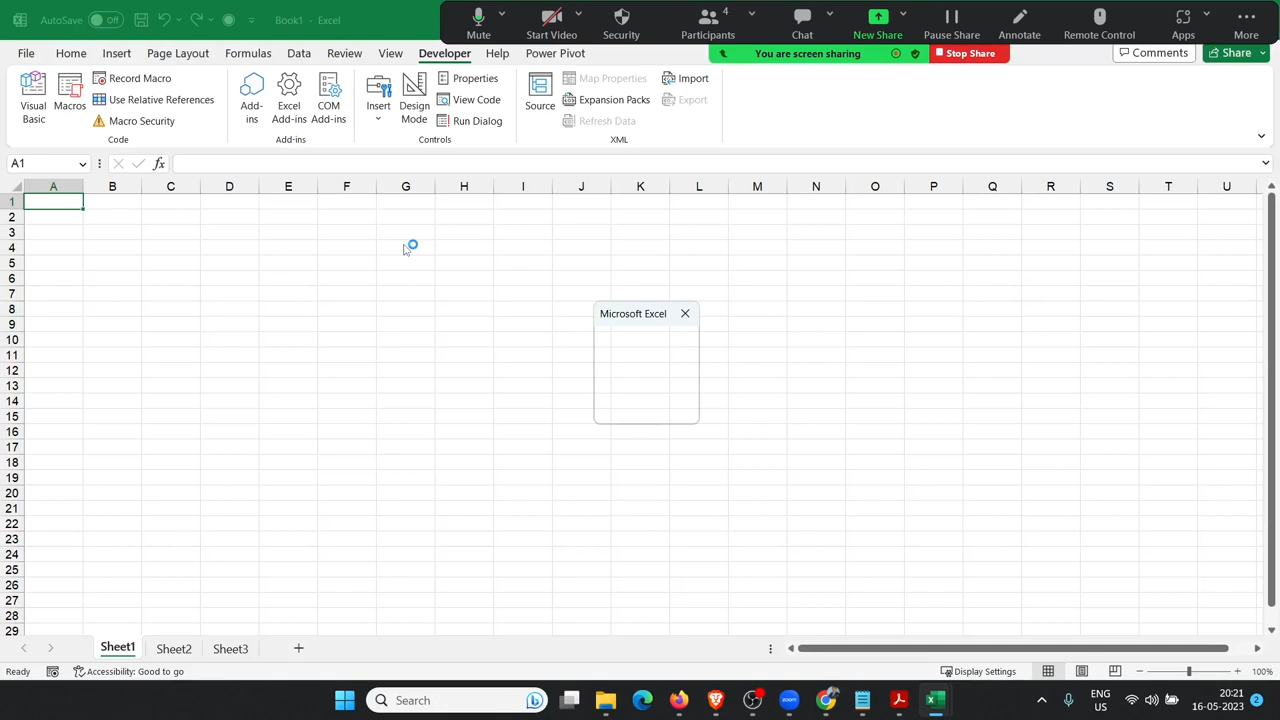 AutoSave Off Book1 - Excel
Mute Start Video Security Participants 4 Chat New Share Pause Share Annotate Remote Control Apps More
You are screen sharing Stop Share
File Home Insert Page Layout Formulas Data Review View Developer Help Power Pivot Comments Share
Visual Basic
Macros
Record Macro
Use Relative References
Macro Security
Code
Add-ins
Excel Add-ins
COM Add-ins
Add-ins
Insert
Design Mode
Properties
View Code
Run Dialog
Controls
Source
Map Properties
Expansion Packs
Refresh Data
Import
Export
XML
A1 fx
A B C D E F G H I J K L M N O P Q R S T U
1
2
3
4
5
6
7
8
9
10
11
12
13
14
15
16
17
18
19
20
21
22
23
24
25
26
27
28
29
Microsoft Excel
Sheet1 Sheet2 Sheet3
Ready Accessibility: Good to go Display Settings 100%
Search
zoom
ENG
US
20:21
16-05-2023
2